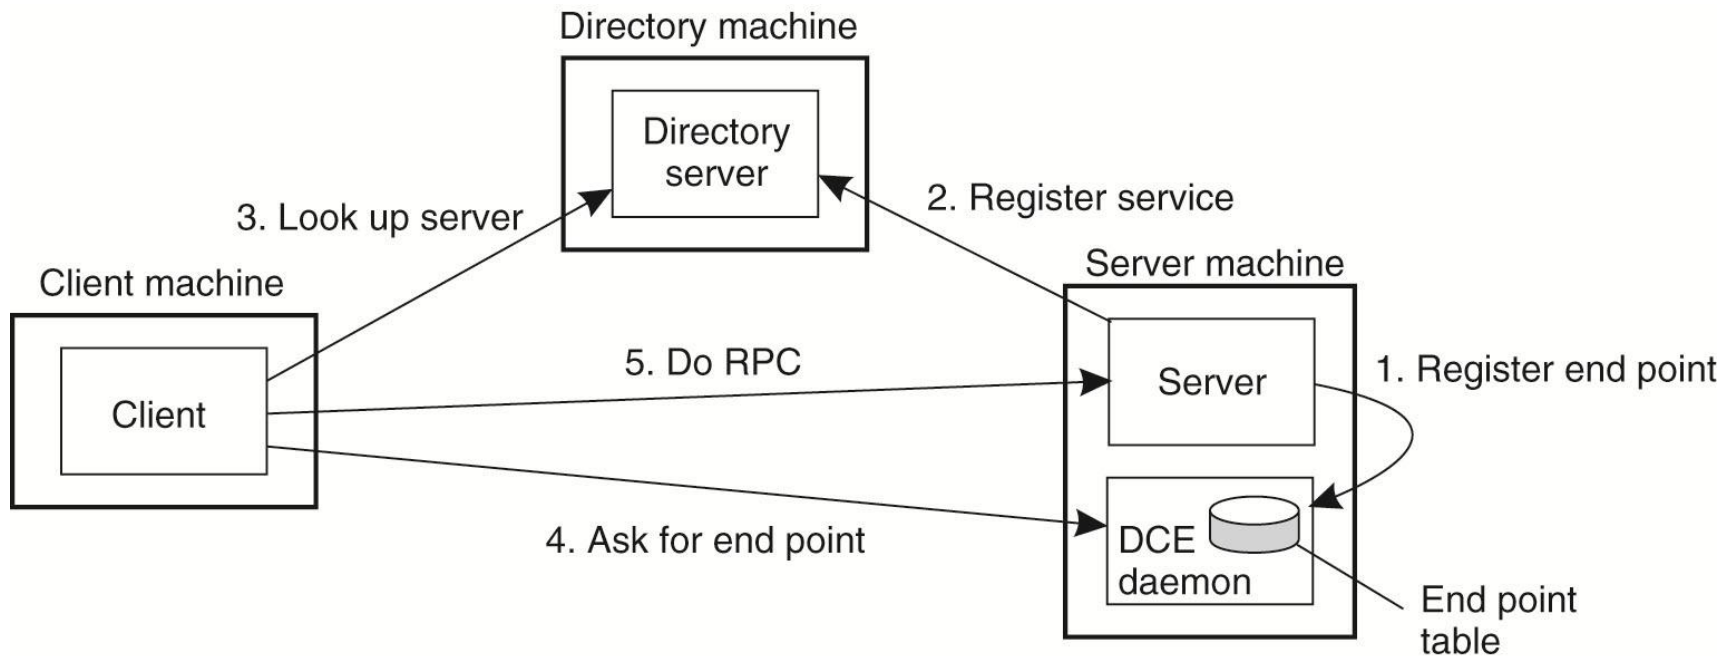 Directory machine
Directory
server
2. Register service
3. Look up server
Server machine
Client machine
5. Do RPC
1. Register end point
Server
Client
4. Ask for end point
DCE
daemon
End point
table